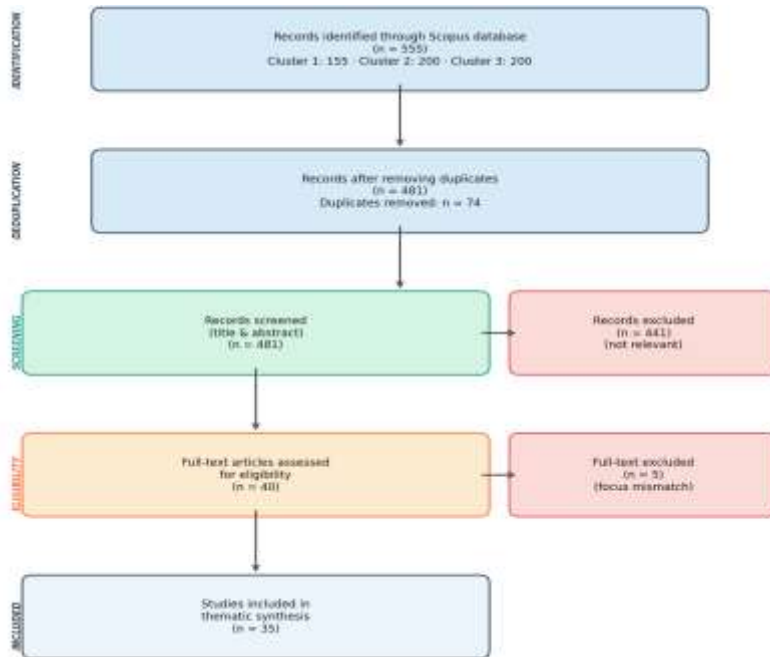 IDENTIFICATION
Records identified through Scopus database
(n = 555)
Cluster 1: 155 · Cluster 2: 200 · Cluster 3: 200
DEDUPLICATION
Records after removing duplicates
(n = 481)
Duplicates removed: n = 74
SCREENING
Records screened
(title & abstract)
(n = 481)
Records excluded
(n = 441)
(not relevant)
ELIGIBILITY
Full-text articles assessed
for eligibility
(n = 40)
Full-text excluded
(n = 5)
(focus mismatch)
INCLUDED
Studies included in
thematic synthesis
(n = 35)